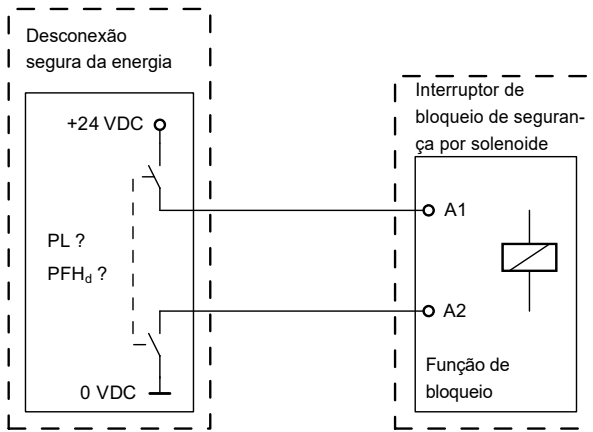 Desconexão
segura da energia
+24 VDC
PL ?
PFHd ?
0 VDC
Interruptor de
bloqueio de seguran-
ça por solenoide
A1
A2
Função de
bloqueio